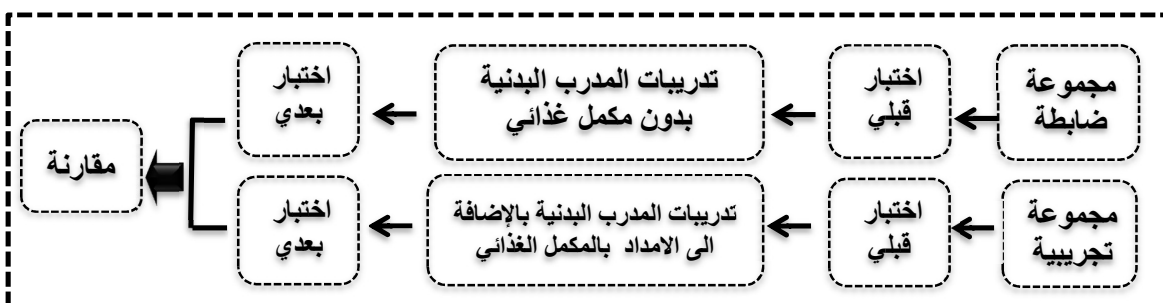 مجموعة
ضابطة
اختبار
قبلي
تدريبات المدرب البدنية
بدون مكمل غذائي
اختبار
بعدي
مجموعة
تجريبية
اختبار
قبلي
تدريبات المدرب البدنية بالإضافة
الى الامداد بالمكمل الغذائي
اختبار
بعدي
مقارنة